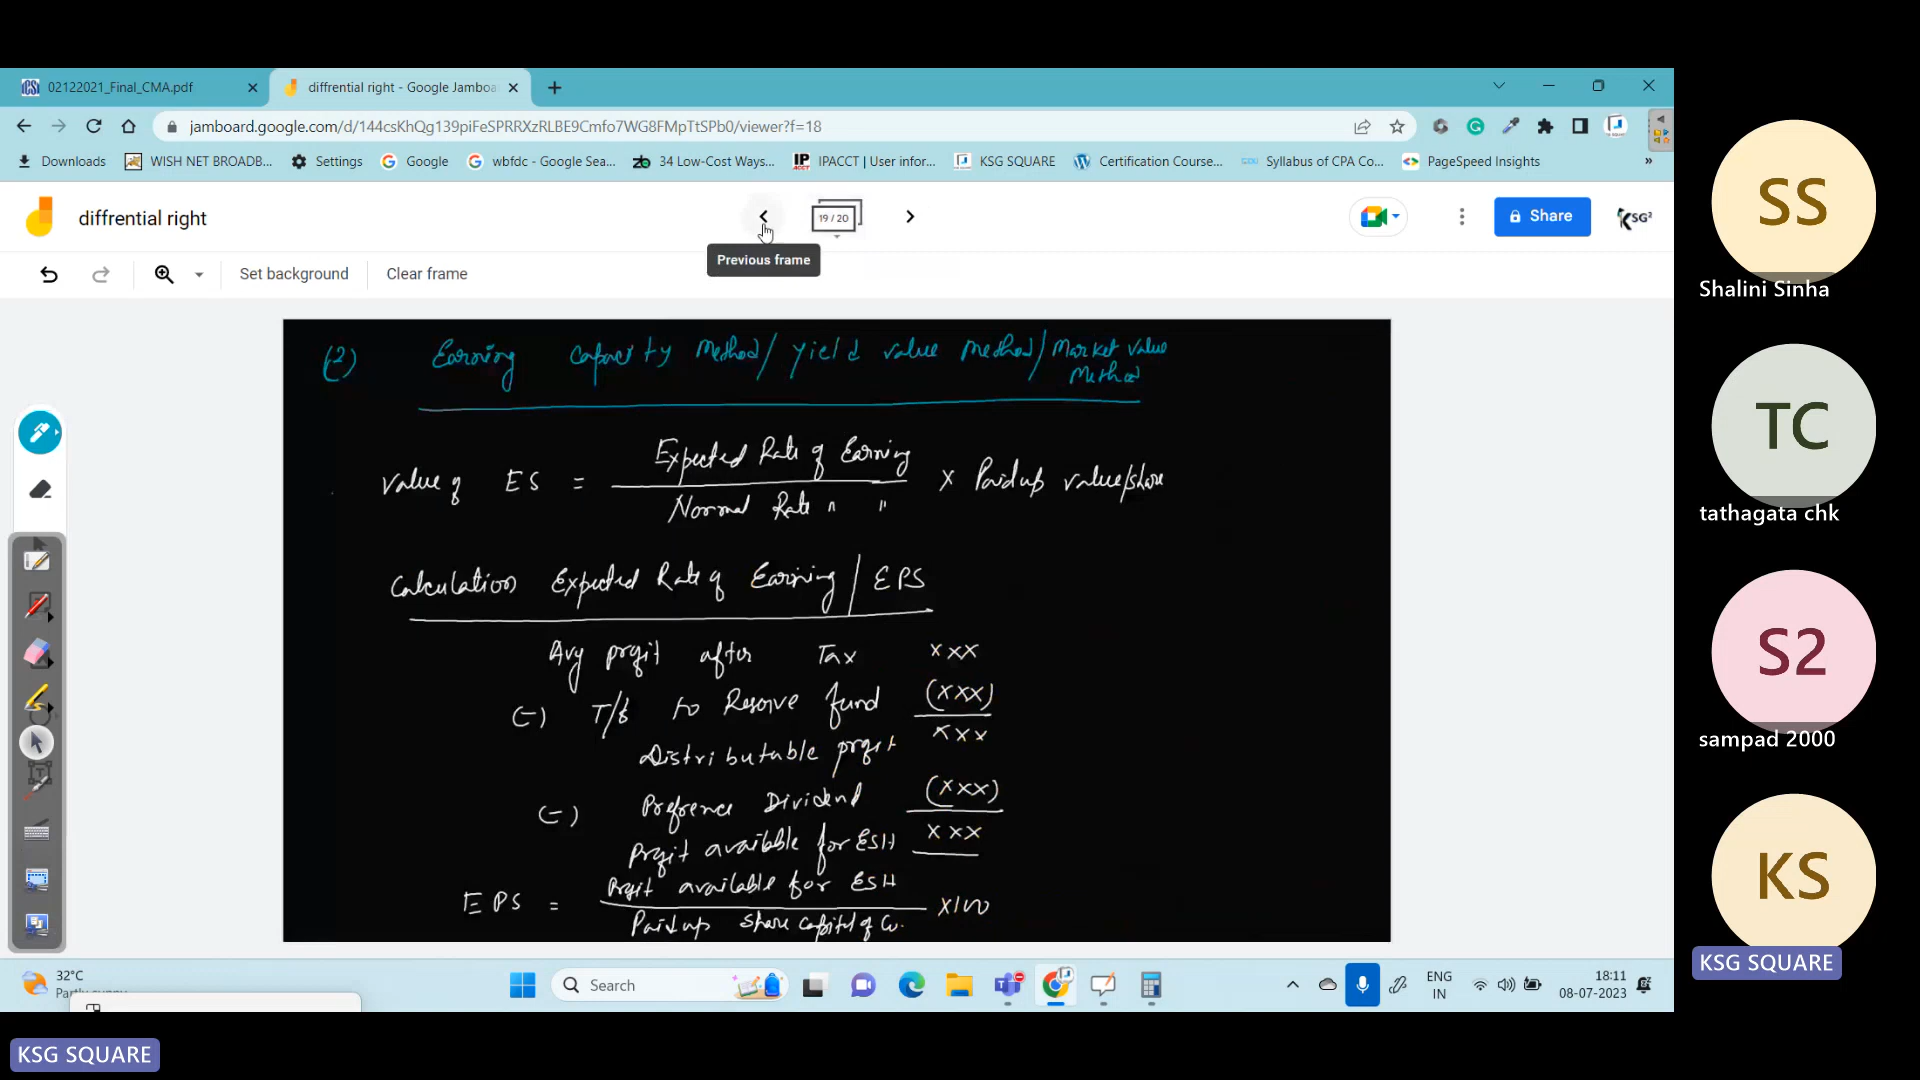 02122021_Final_CMA.pdf
diffrential right - Google Jamboa
jamboard.google.com/d/144csKhQg139piFeSPRRXzRLBE9Cmfo7WG8FMpTtSPb0/viewer?f=18
Downloads WISH NET BROADB... Settings Google wbfdc - Google Sea... 34 Low-Cost Ways... IPACCT | User infor... KSG SQUARE Certification Course... Syllabus of CPA Co... PageSpeed Insights »
diffrential right
19 / 20
Share
KSG²
Previous frame
Set background
Clear frame
(2) Earning Capacity Method/ Yield value Method/ Market Value
Method
Value of ES = Expected Rate of Earning
Normal Rate " "
X Paidup value/share
Calculation Expected Rate of Earning / EPS
Avg profit after Tax xxx
(-) T/f to Reserve fund (xxx)
Distributable profit xxx
(-) Preference Dividend (xxx)
Profit available for ESH xxx
EPS = Profit available for ESH
Paidup share capital of Co.
X100
SS
Shalini Sinha
TC
tathagata chk
S2
sampad 2000
KS
KSG SQUARE
32°C
Partly sunny
Search
ENG
IN
18:11
08-07-2023
KSG SQUARE